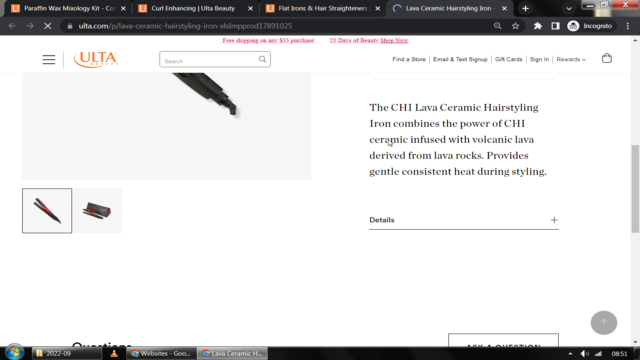 Paraffin Wax Mixology Kit - Co
Curl Enhancing | Ulta Beauty
Flat Irons & Hair Straighteners
Lava Ceramic Hairstyling Iron
ulta.com/p/lava-ceramic-hairstyling-iron-xlsImpprod17891025
Incognito
Free shipping on any $35 purchase
21 Days of Beauty Shop Now
ULTA
BEAUTY
Search
Find a Store
Email & Text Signup
Gift Cards
Sign In
Rewards
The CHI Lava Ceramic Hairstyling
Iron combines the power of CHI
ceramic infused with volcanic lava
derived from lava rocks. Provides
gentle consistent heat during styling.
Details
Questions
ASK A QUESTION
2022-09
Websites - Goo...
Lava Ceramic H...
08:51